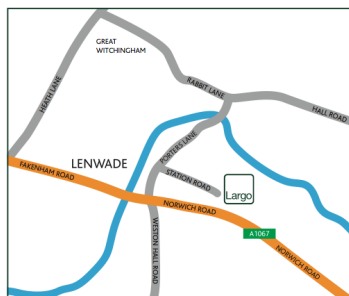 GREAT
WITCHINGHAM
HEATH LANE
RABBIT LANE
HALL ROAD
PORTERS LANE
LENWADE
FAKENHAM ROAD
STATION ROAD
Largo
NORWICH ROAD
WESTON HALL ROAD
A1067
NORWICH ROAD